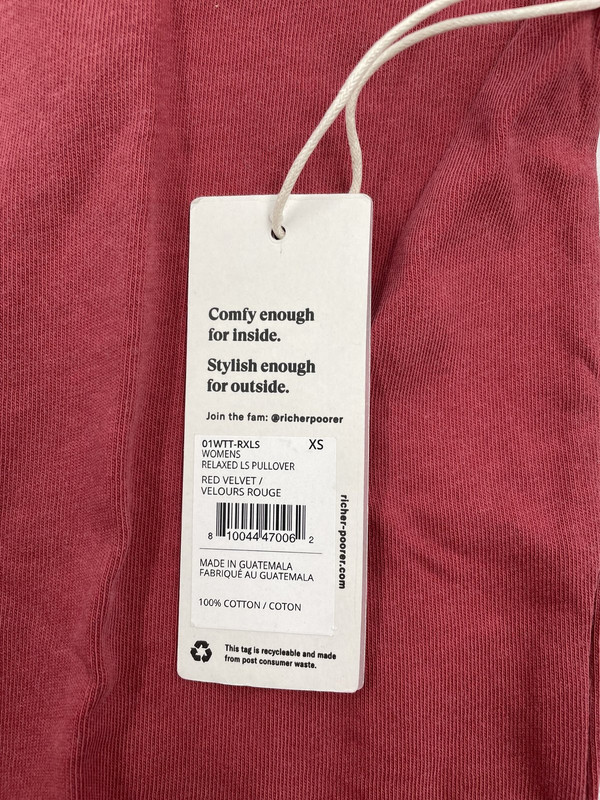 Comfy enough
for inside.
Stylish enough
for outside.
Join the fam: @richerpoorer
01WTT-RXLS XS
WOMENS
RELAXED LS PULLOVER
RED VELVET /
VELOURS ROUGE
8 10044 47006 2
MADE IN GUATEMALA
FABRIQUÉ AU GUATEMALA
100% COTTON / COTON
richer-poorer.com
This tag is recycleable and made
from post consumer waste.